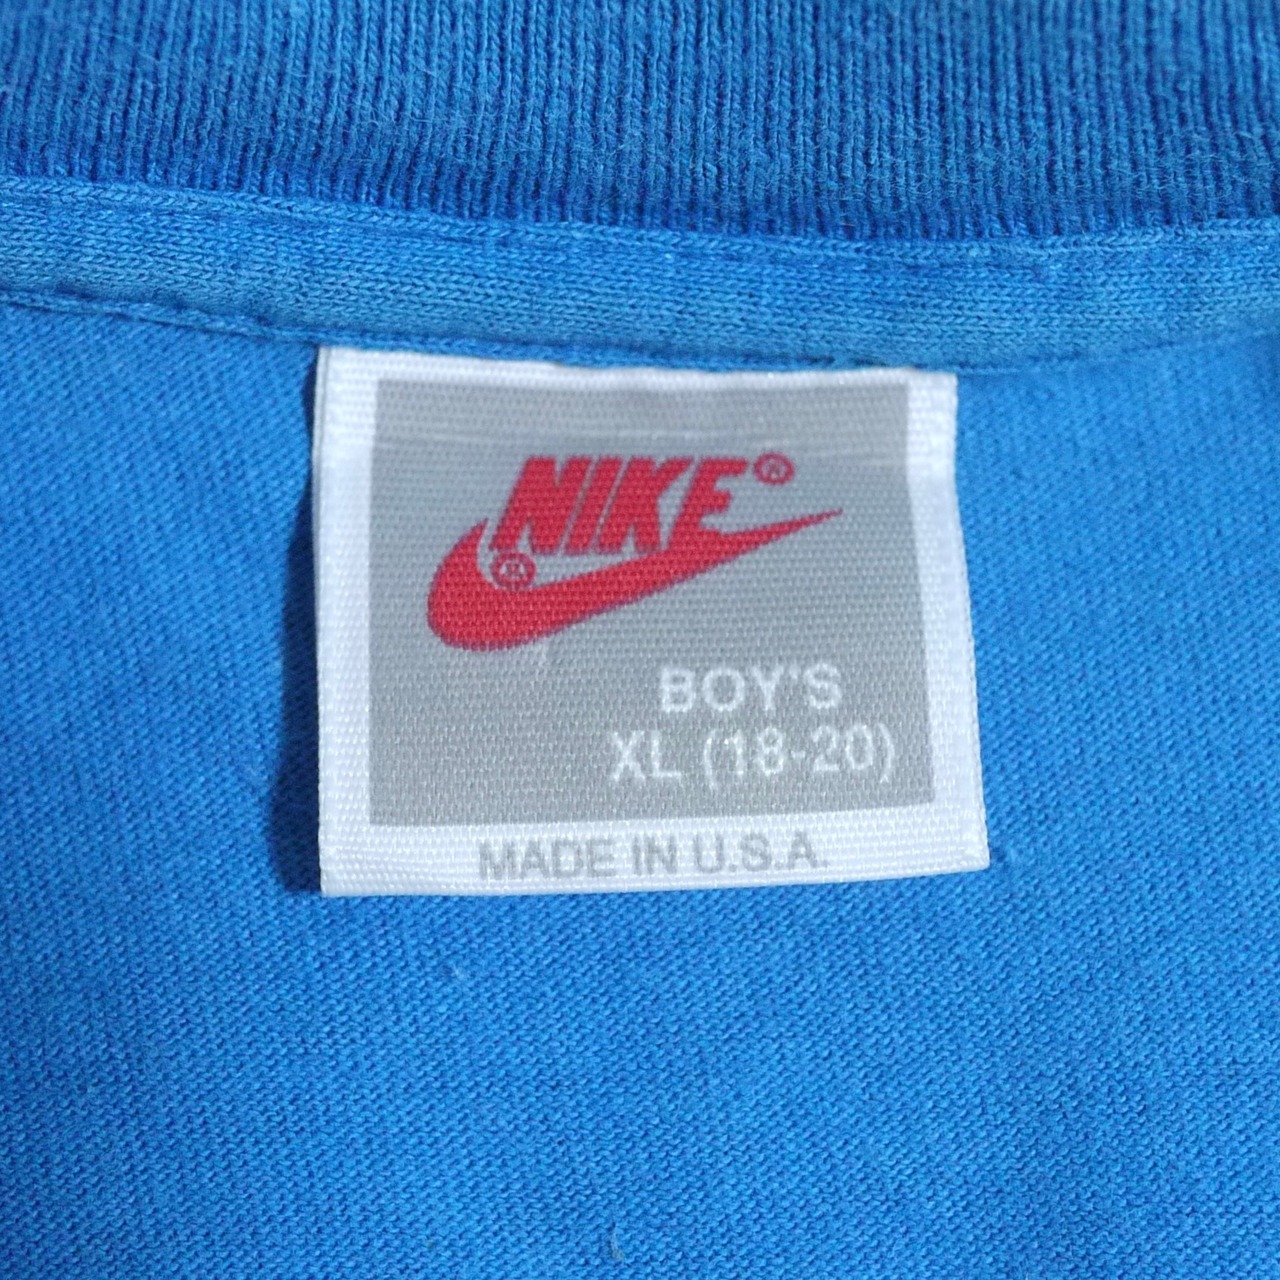 NIKE®
®
BOY'S
XL (18-20)
MADE IN U.S.A.